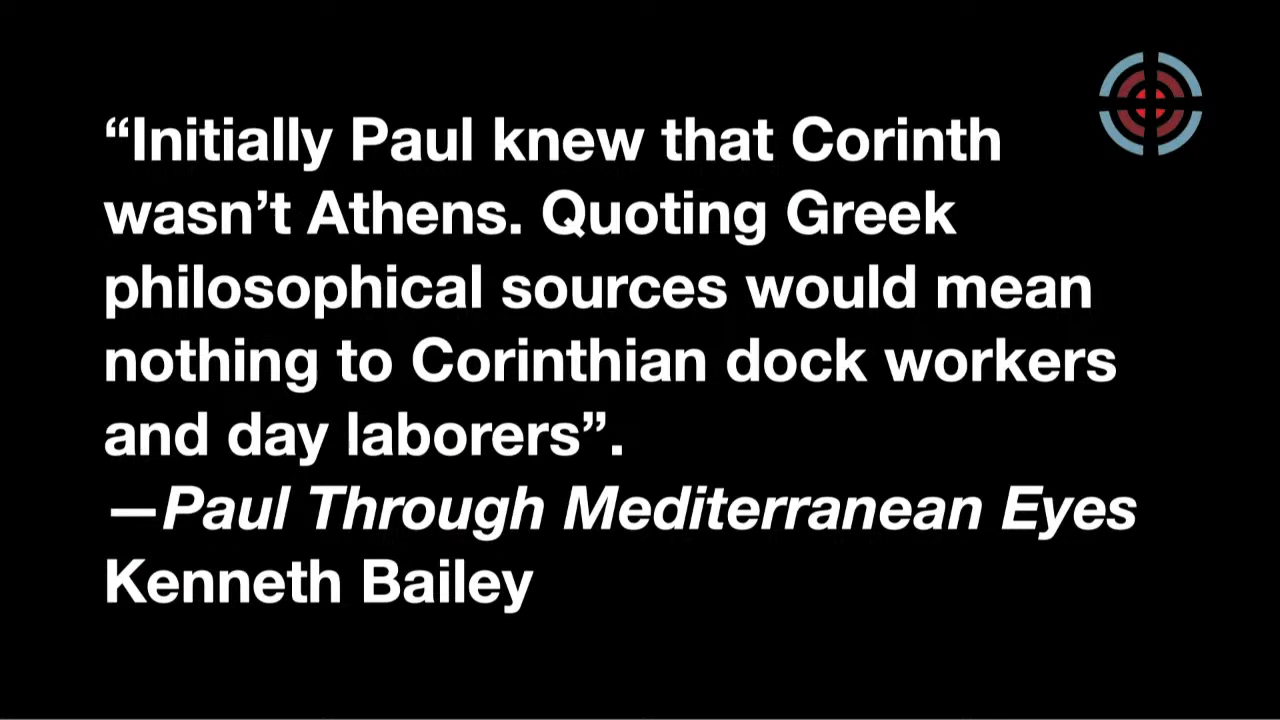 “Initially Paul knew that Corinth
wasn’t Athens. Quoting Greek
philosophical sources would mean
nothing to Corinthian dock workers
and day laborers”.
—Paul Through Mediterranean Eyes
Kenneth Bailey